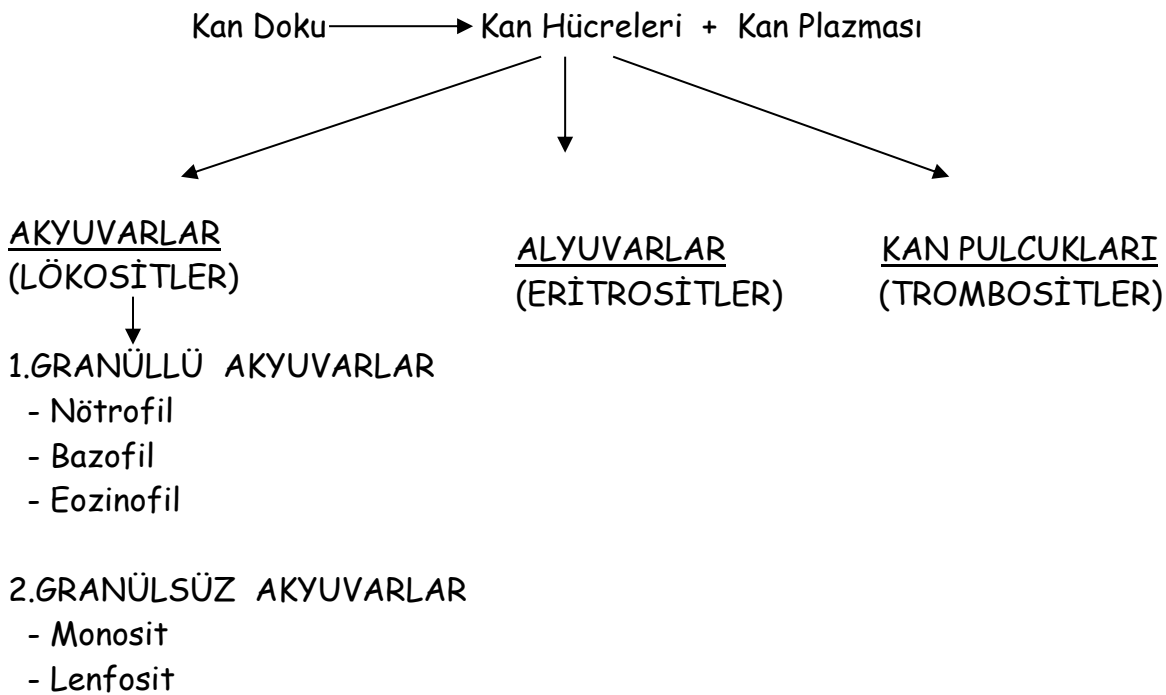 Kan Doku Kan Hücreleri + Kan Plazması
AKYUVARLAR
(LÖKOSİTLER)
ALYUVARLAR
(ERİTROSİTLER)
KAN PULCUKLARI
(TROMBOSİTLER)
1.GRANÜLLÜ AKYUVARLAR
- Nötrofil
- Bazofil
- Eozinofil
2.GRANÜLSÜZ AKYUVARLAR
- Monosit
- Lenfosit